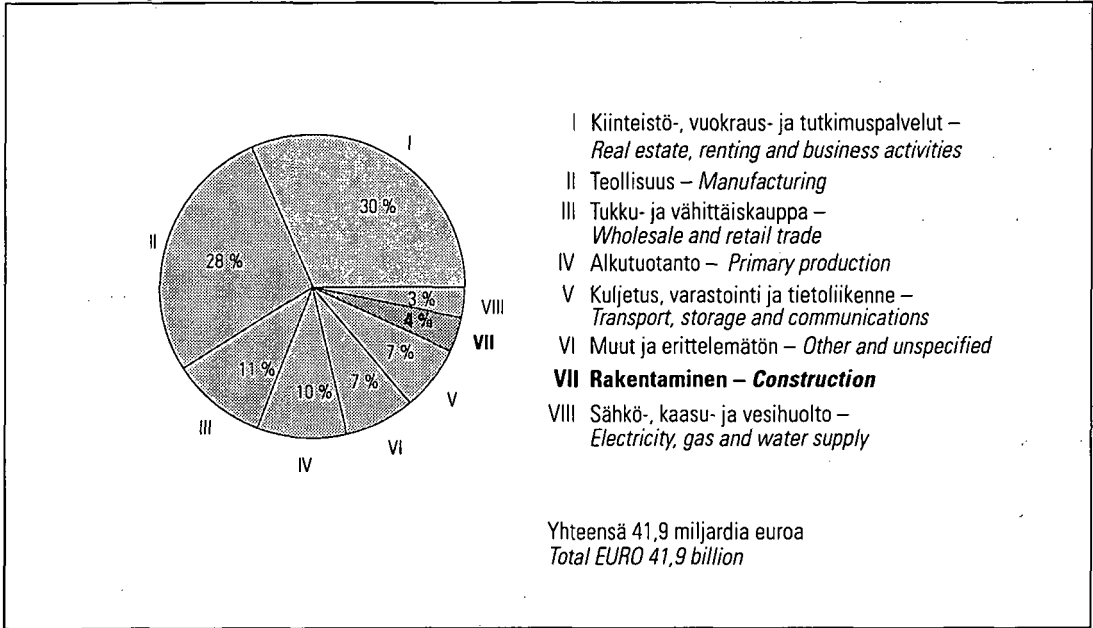 I
30 %
II
28 %
3 %
VIII
4 %
VII
7 %
V
11 %
10 %
7 %
III
VI
IV
I Kiinteistö-, vuokraus- ja tutkimuspalvelut –
Real estate, renting and business activities
II Teollisuus – Manufacturing
III Tukku- ja vähittäiskauppa –
Wholesale and retail trade
IV Alkutuotanto – Primary production
V Kuljetus, varastointi ja tietoliikenne –
Transport, storage and communications
VI Muut ja erittelemätön – Other and unspecified
VII Rakentaminen – Construction
VIII Sähkö-, kaasu- ja vesihuolto –
Electricity, gas and water supply
Yhteensä 41,9 miljardia euroa
Total EURO 41,9 billion